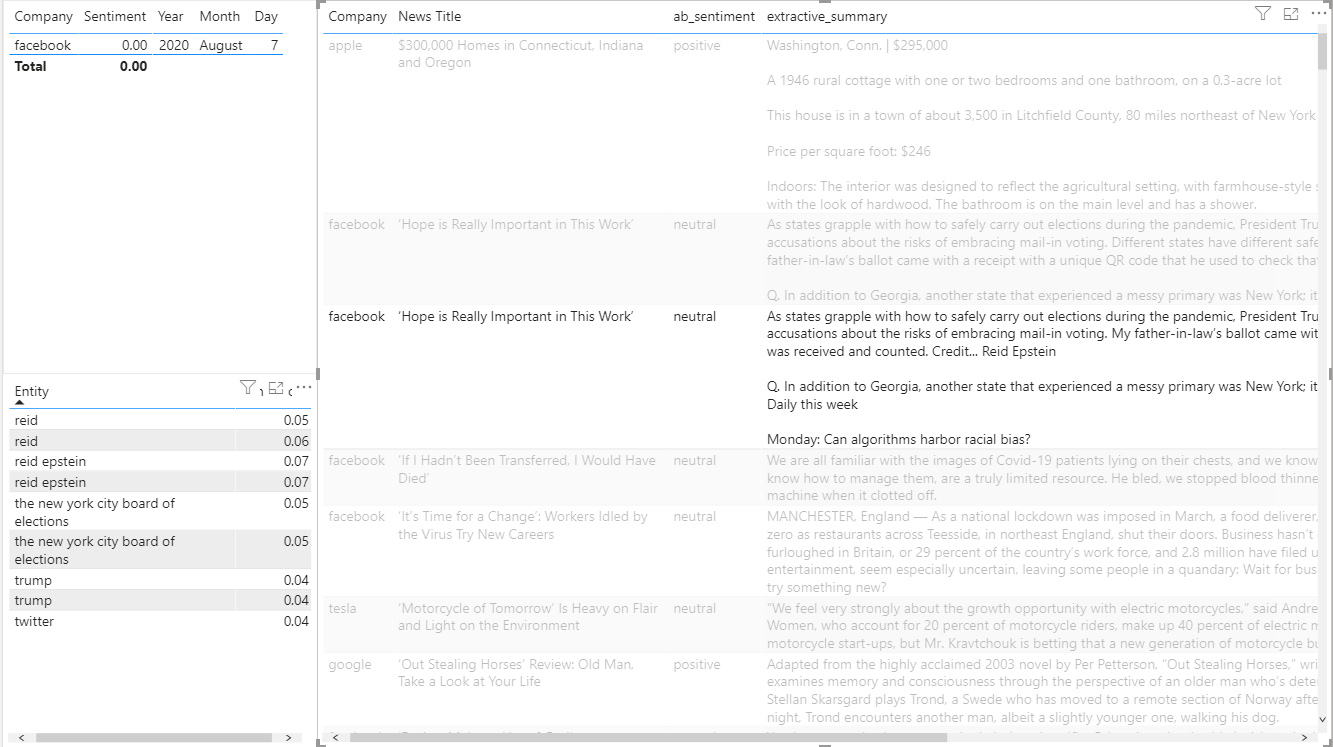 Company Sentiment Year Month Day
facebook 0.00 2020 August 7
Total 0.00
Entity
reid 0.05
reid 0.06
reid epstein 0.07
reid epstein 0.07
the new york city board of 0.05
elections
the new york city board of 0.05
elections
trump 0.04
trump 0.04
twitter 0.04
Company News Title ab_sentiment extractive_summary
apple $300,000 Homes in Connecticut, Indiana positive Washington, Conn. | $295,000
and Oregon
A 1946 rural cottage with one or two bedrooms and one bathroom, on a 0.3-acre lot
This house is in a town of about 3,500 in Litchfield County, 80 miles northeast of New York
Price per square foot: $246
Indoors: The interior was designed to reflect the agricultural setting, with farmhouse-style
with the look of hardwood. The bathroom is on the main level and has a shower.
facebook ‘Hope is Really Important in This Work’ neutral As states grapple with how to safely carry out elections during the pandemic, President Tru
accusations about the risks of embracing mail-in voting. Different states have different safe
father-in-law’s ballot came with a receipt with a unique QR code that he used to check tha
Q. In addition to Georgia, another state that experienced a messy primary was New York; it
facebook ‘Hope is Really Important in This Work’ neutral As states grapple with how to safely carry out elections during the pandemic, President Tru
accusations about the risks of embracing mail-in voting. My father-in-law’s ballot came wit
was received and counted. Credit... Reid Epstein
Q. In addition to Georgia, another state that experienced a messy primary was New York; it
Daily this week
Monday: Can algorithms harbor racial bias?
facebook ‘If I Hadn’t Been Transferred, I Would Have neutral We are all familiar with the images of Covid-19 patients lying on their chests, and we know
Died’ know how to manage them, are a truly limited resource. He bled, we stopped blood thinne
machine when it clotted off.
facebook ‘It’s Time for a Change’: Workers Idled by neutral MANCHESTER, England — As a national lockdown was imposed in March, a food deliverer,
the Virus Try New Careers zero as restaurants across Teesside, in northeast England, shut their doors. Business hasn’t
furloughed in Britain, or 29 percent of the country’s work force, and 2.8 million have filed u
entertainment, seem especially uncertain, leaving some people in a quandary: Wait for bus
try something new?
tesla ‘Motorcycle of Tomorrow’ Is Heavy on Flair neutral “We feel very strongly about the growth opportunity with electric motorcycles,” said Andre
and Light on the Environment Women, who account for 20 percent of motorcycle riders, make up 40 percent of electric m
motorcycle start-ups, but Mr. Kravtchouk is betting that a new generation of motorcycle bu
google ‘Out Stealing Horses’ Review: Old Man, positive Adapted from the highly acclaimed 2003 novel by Per Petterson, “Out Stealing Horses,” wri
Take a Look at Your Life examines memory and consciousness through the perspective of an older man who’s dete
Stellan Skarsgard plays Trond, a Swede who has moved to a remote section of Norway afte
night, Trond encounters another man, albeit a slightly younger one, walking his dog.